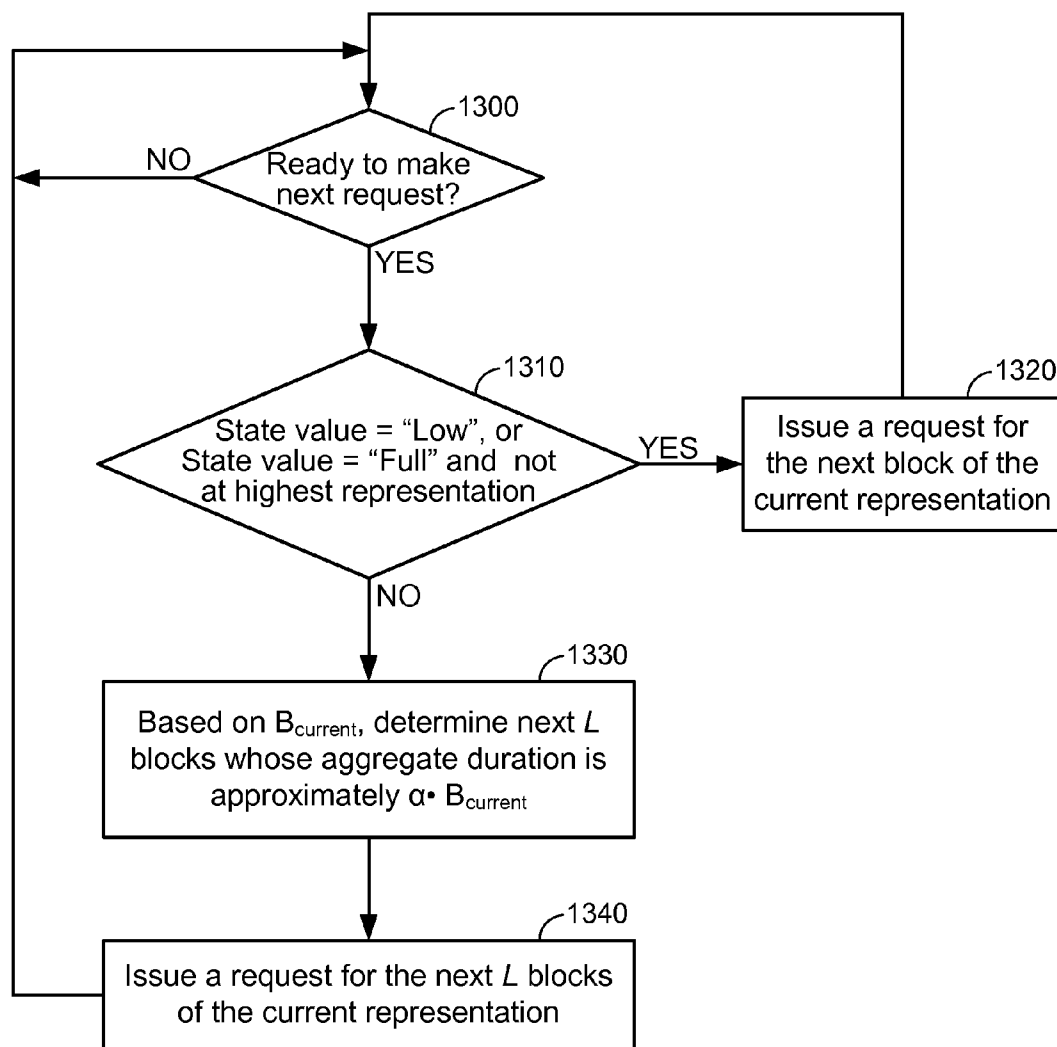 1300
Ready to make
next request?
NO
YES
1310
State value = “Low”, or
State value = “Full” and not
at highest representation
YES
NO
1320
Issue a request for
the next block of the
current representation
1330
Based on Bcurrent, determine next L
blocks whose aggregate duration is
approximately α• Bcurrent
1340
Issue a request for the next L blocks
of the current representation